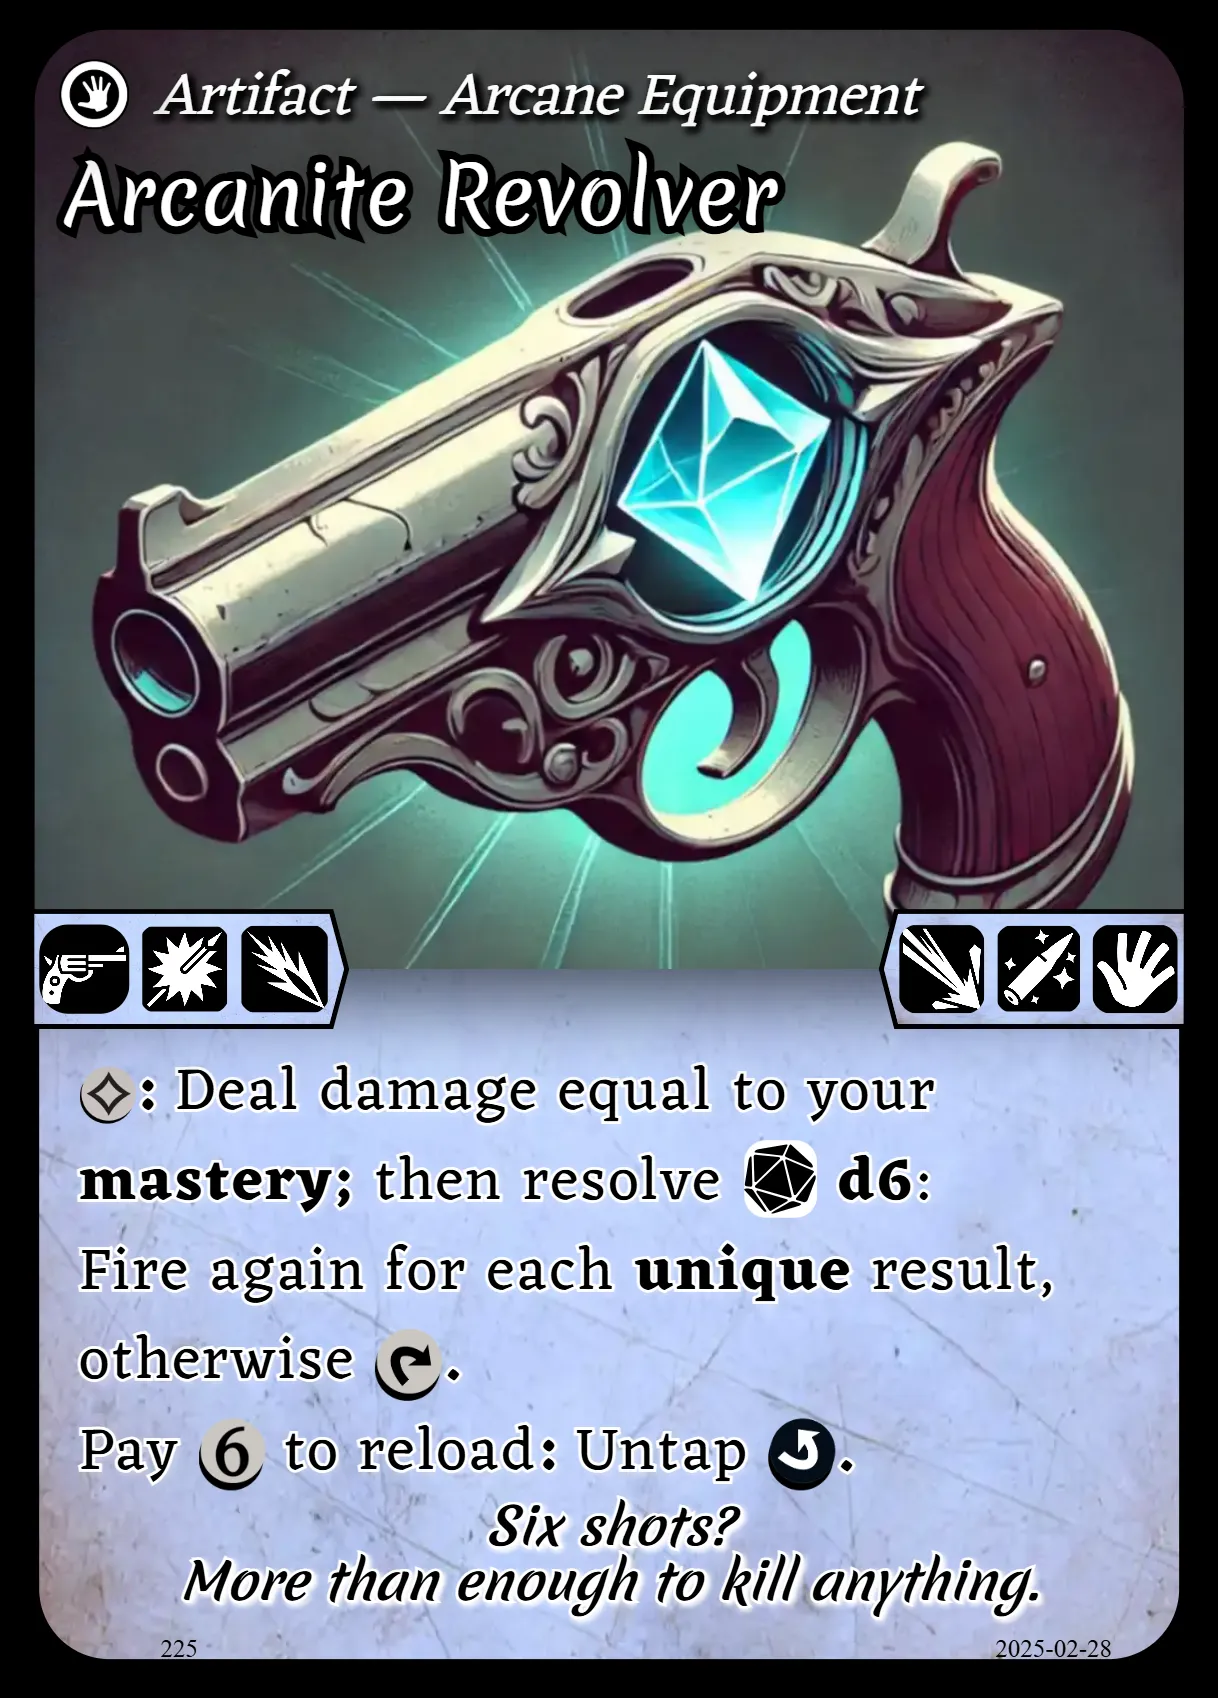 Artifact — Arcane Equipment
Arcanite Revolver
: Deal damage equal to your
mastery; then resolve d6:
Fire again for each unique result,
otherwise .
Pay 6 to reload: Untap .
Six shots?
More than enough to kill anything.
225
2025-02-28